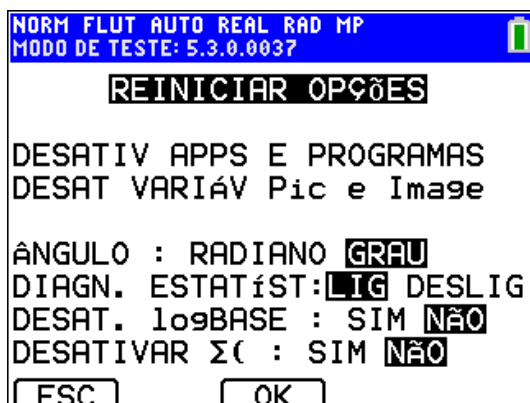 NORM FLUT AUTO REAL RAD MP
MODO DE TESTE: 5.3.0.0037
REINICIAR OPÇõES
DESATIV APPS E PROGRAMAS
DESAT VARIáV Pic e Image
ÂNGULO : RADIANO GRAU
DIAGN. ESTATíST:LIG DESLIG
DESAT. logBASE : SIM NÃO
DESATIVAR Σ( : SIM NÃO
ESC OK